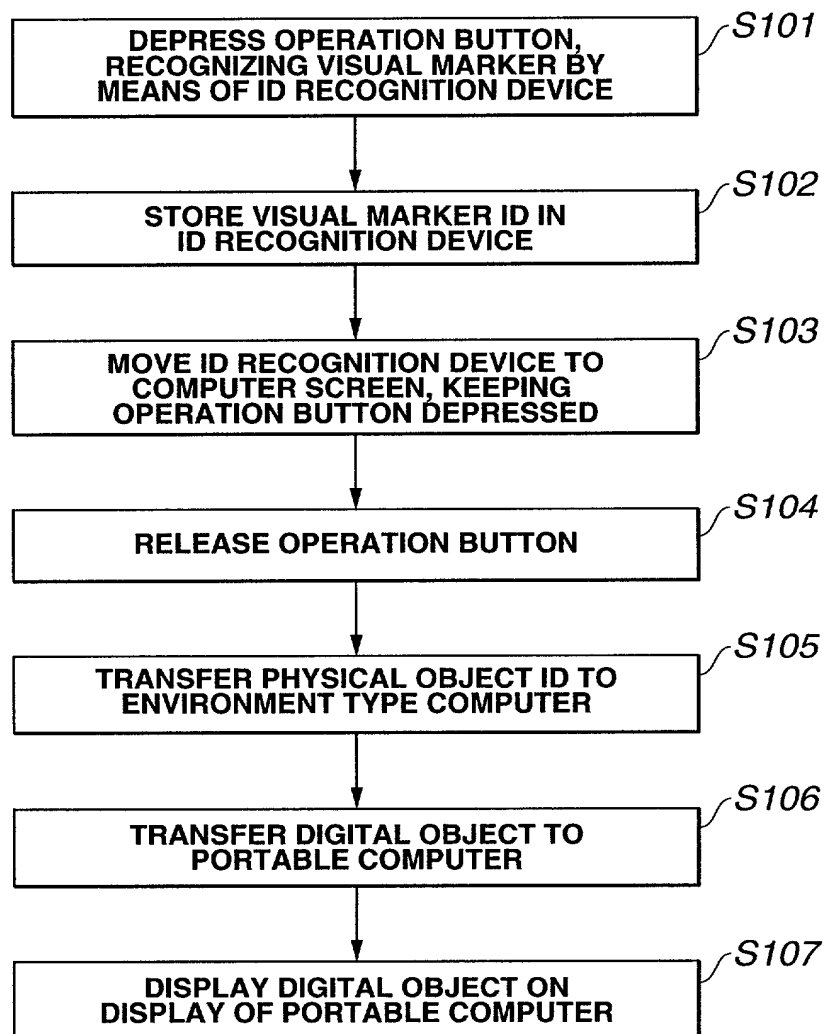 S101
DEPRESS OPERATION BUTTON,
RECOGNIZING VISUAL MARKER BY
MEANS OF ID RECOGNITION DEVICE
S102
STORE VISUAL MARKER ID IN
ID RECOGNITION DEVICE
S103
MOVE ID RECOGNITION DEVICE TO
COMPUTER SCREEN, KEEPING
OPERATION BUTTON DEPRESSED
S104
RELEASE OPERATION BUTTON
S105
TRANSFER PHYSICAL OBJECT ID TO
ENVIRONMENT TYPE COMPUTER
S106
TRANSFER DIGITAL OBJECT TO
PORTABLE COMPUTER
S107
DISPLAY DIGITAL OBJECT ON
DISPLAY OF PORTABLE COMPUTER